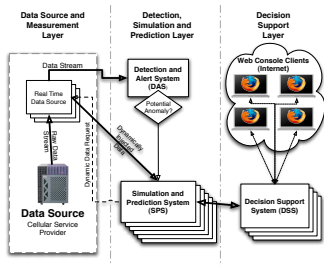 Data Source and
Measurement
Layer
Detection,
Simulation and
Prediction Layer
Decision
Support
Layer
Data Stream
Real Time
Data Source
Detection and
Alert System
(DAS)
Potential
Anomaly?
Web Console Clients
(Internet)
Raw Data
Stream
Dynamic Data Request
Dynamically
Injected
Data
Data Source
Cellular Service
Provider
Simulation and
Prediction System
(SPS)
Decision Support
System (DSS)